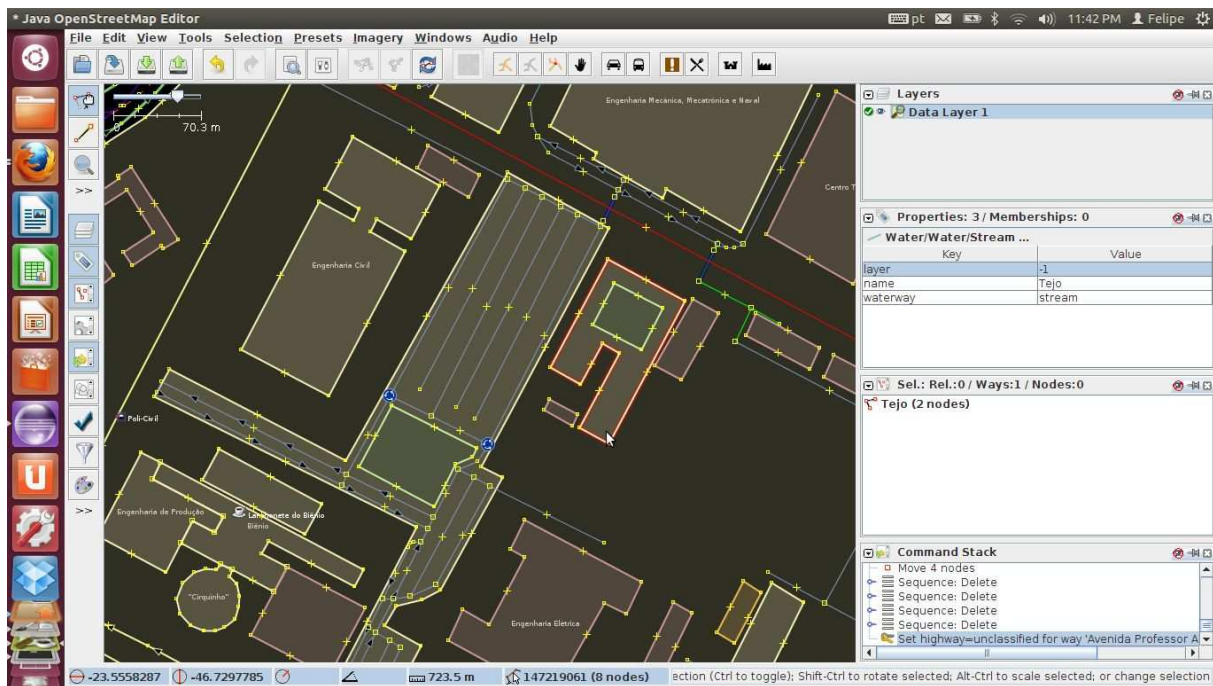 * Java OpenStreetMap Editor
pt
11:42 PM
Felipe
File Edit View Tools Selection Presets Imagery Windows Audio Help
0
70.3 m
>>
>>
Engenharia Mecânica, Mecatrônica e Naval
Centro T
Engenharia Civil
Poli-Civil
Engenharia de Produção
Lanchonete do Biênio
Biênio
"Cirquinho"
Engenharia Eletrica
Layers
Data Layer 1
Properties: 3 / Memberships: 0
Water/Water/Stream ...
Key Value
layer -1
name Tejo
waterway stream
Sel.: Rel.:0 / Ways:1 / Nodes:0
Tejo (2 nodes)
Command Stack
Move 4 nodes
Sequence: Delete
Sequence: Delete
Sequence: Delete
Sequence: Delete
Set highway=unclassified for way 'Avenida Professor A
-23.5558287
-46.7297785
723.5 m
147219061 (8 nodes)
ection (Ctrl to toggle); Shift-Ctrl to rotate selected; Alt-Ctrl to scale selected; or change selection